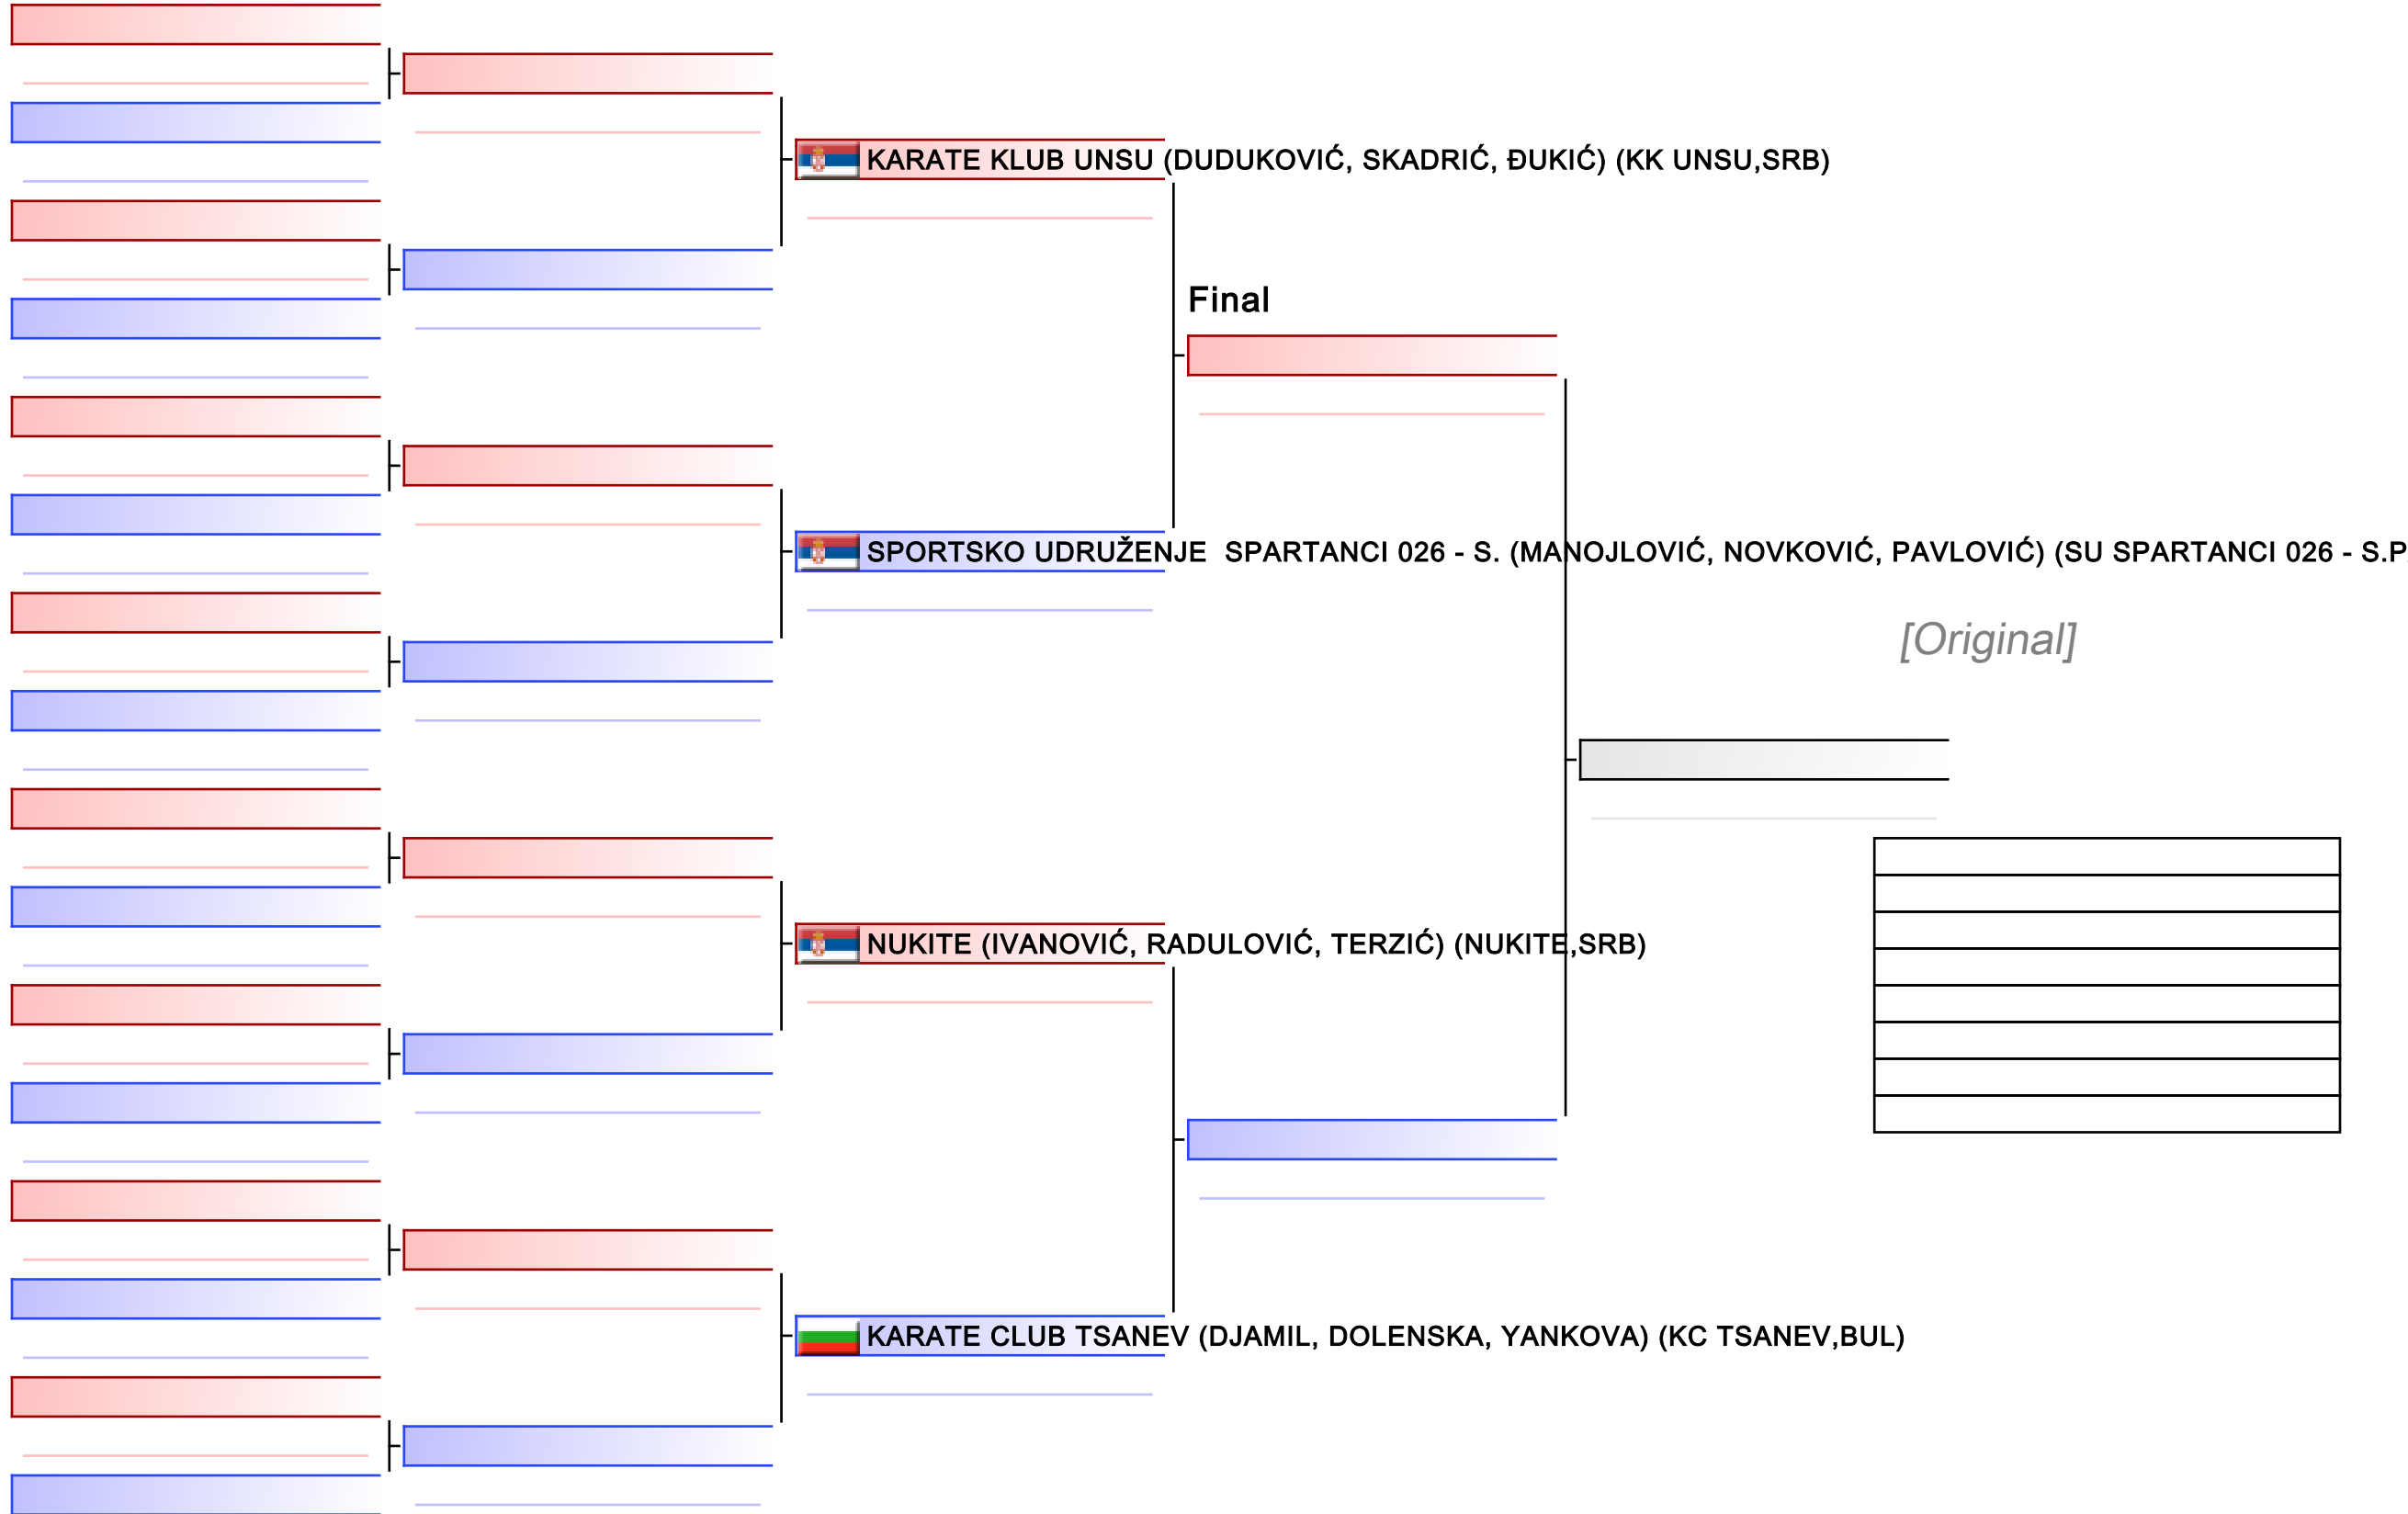 KARATE KLUB UNSU (DUDUKOVIĆ, SKADRIĆ, ĐUKIĆ) (KK UNSU,SRB)
Final
SPORTSKO UDRUŽENJE  SPARTANCI 026 - S. (MANOJLOVIĆ, NOVKOVIĆ, PAVLOVIĆ) (SU SPARTANCI 026 - S.P
[Original]
NUKITE (IVANOVIĆ, RADULOVIĆ, TERZIĆ) (NUKITE,SRB)
KARATE CLUB TSANEV (DJAMIL, DOLENSKA, YANKOVA) (KC TSANEV,BUL)